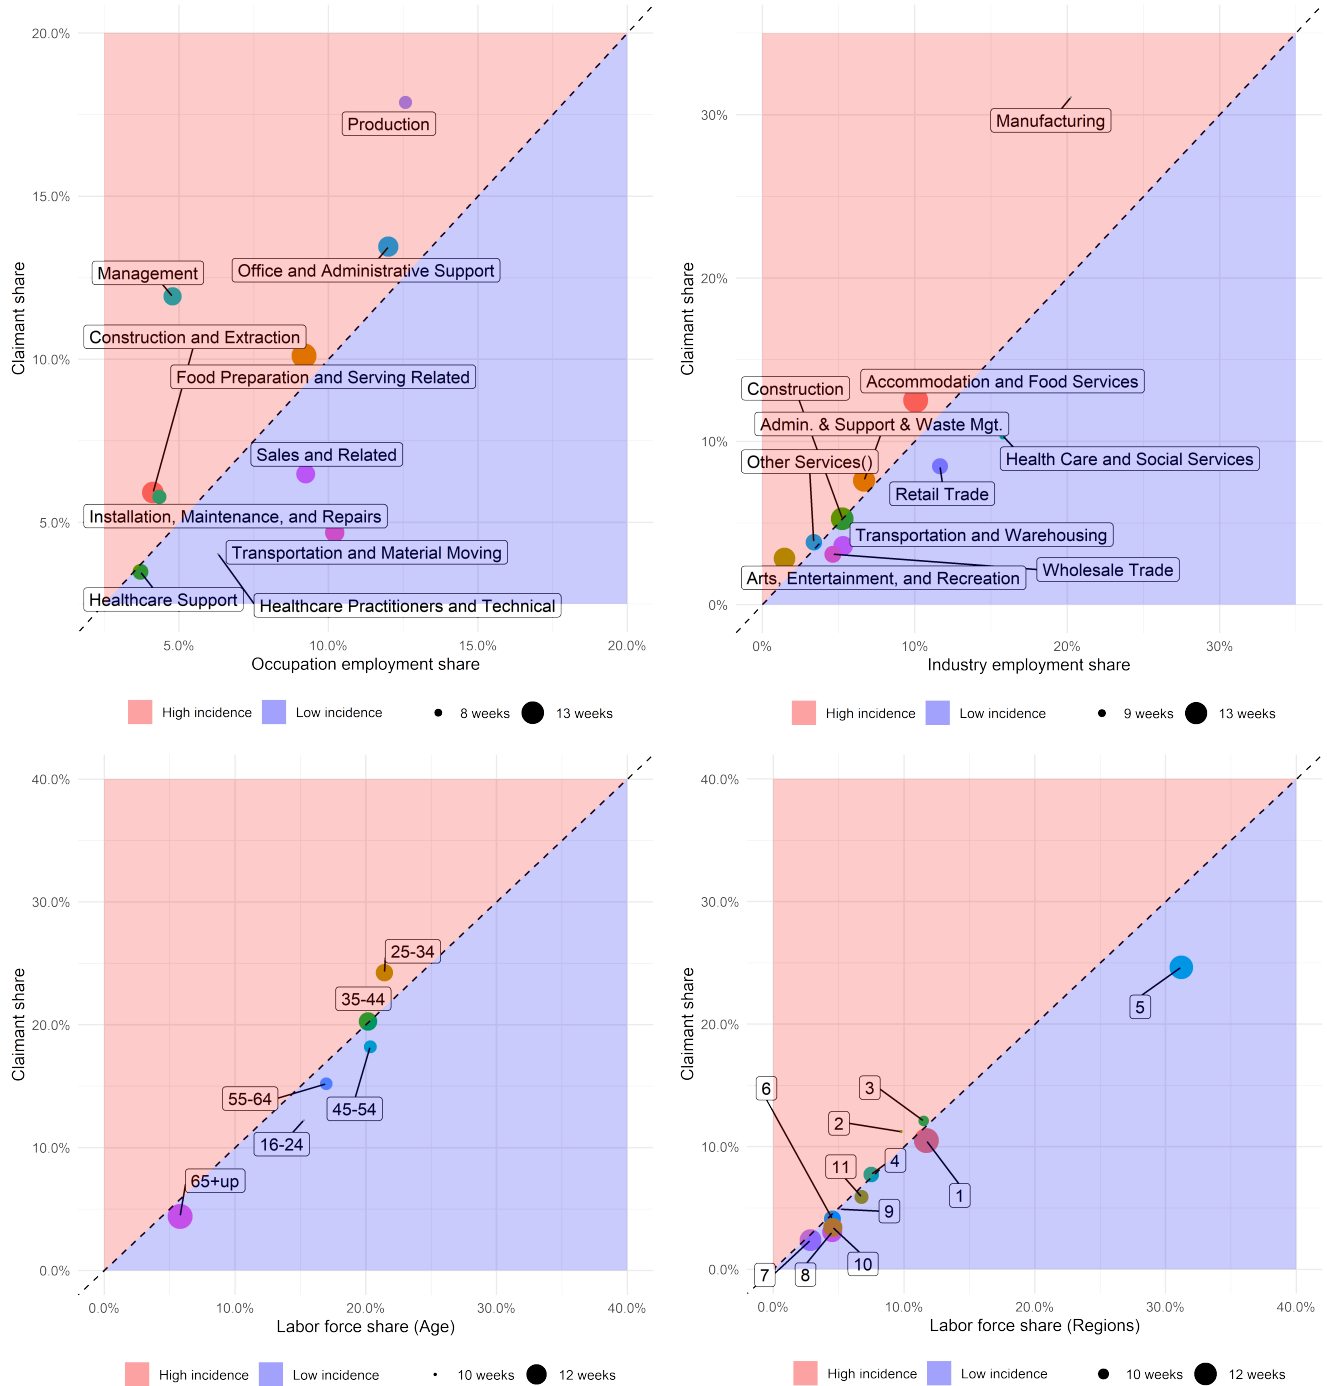 20.0%
15.0%
10.0%
5.0%
Claimant share
Production
Office and Administrative Support
Management
Construction and Extraction
Food Preparation and Serving Related
Sales and Related
Installation, Maintenance, and Repairs
Transportation and Material Moving
Healthcare Support
Healthcare Practitioners and Technical
5.0% 10.0% 15.0% 20.0%
Occupation employment share
High incidence Low incidence 8 weeks 13 weeks
30%
20%
10%
0%
Claimant share
Manufacturing
Accommodation and Food Services
Construction
Admin. & Support & Waste Mgt.
Other Services()
Health Care and Social Services
Retail Trade
Transportation and Warehousing
Wholesale Trade
Arts, Entertainment, and Recreation
0% 10% 20% 30%
Industry employment share
High incidence Low incidence 9 weeks 13 weeks
40.0%
30.0%
20.0%
10.0%
0.0%
Claimant share
25-34
35-44
55-64
45-54
16-24
65+up
0.0% 10.0% 20.0% 30.0% 40.0%
Labor force share (Age)
High incidence Low incidence 10 weeks 12 weeks
40.0%
30.0%
20.0%
10.0%
0.0%
Claimant share
5
6
3
2
11
4
1
9
10
7
8
0.0% 10.0% 20.0% 30.0% 40.0%
Labor force share (Regions)
High incidence Low incidence 10 weeks 12 weeks